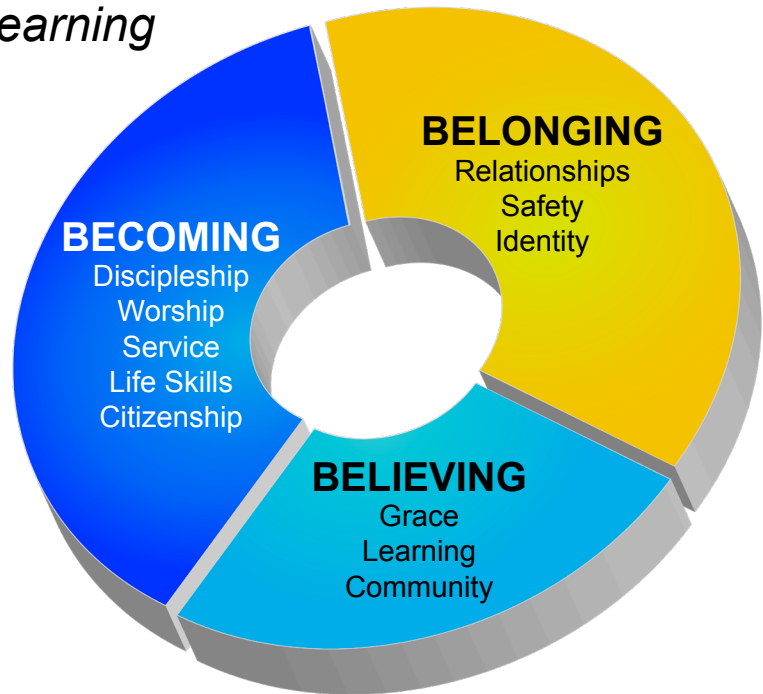 earning
BELONGING
Relationships
Safety
Identity
BECOMING
Discipleship
Worship
Service
Life Skills
Citizenship
BELIEVING
Grace
Learning
Community